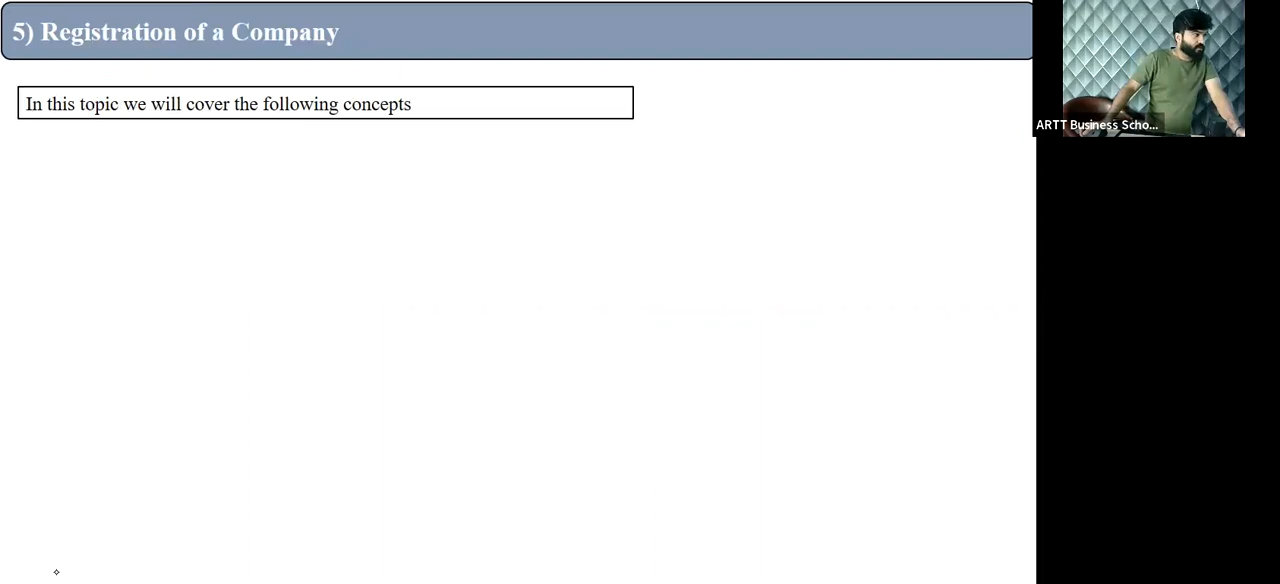 5) Registration of a Company
In this topic we will cover the following concepts
ARTT Business Scho...